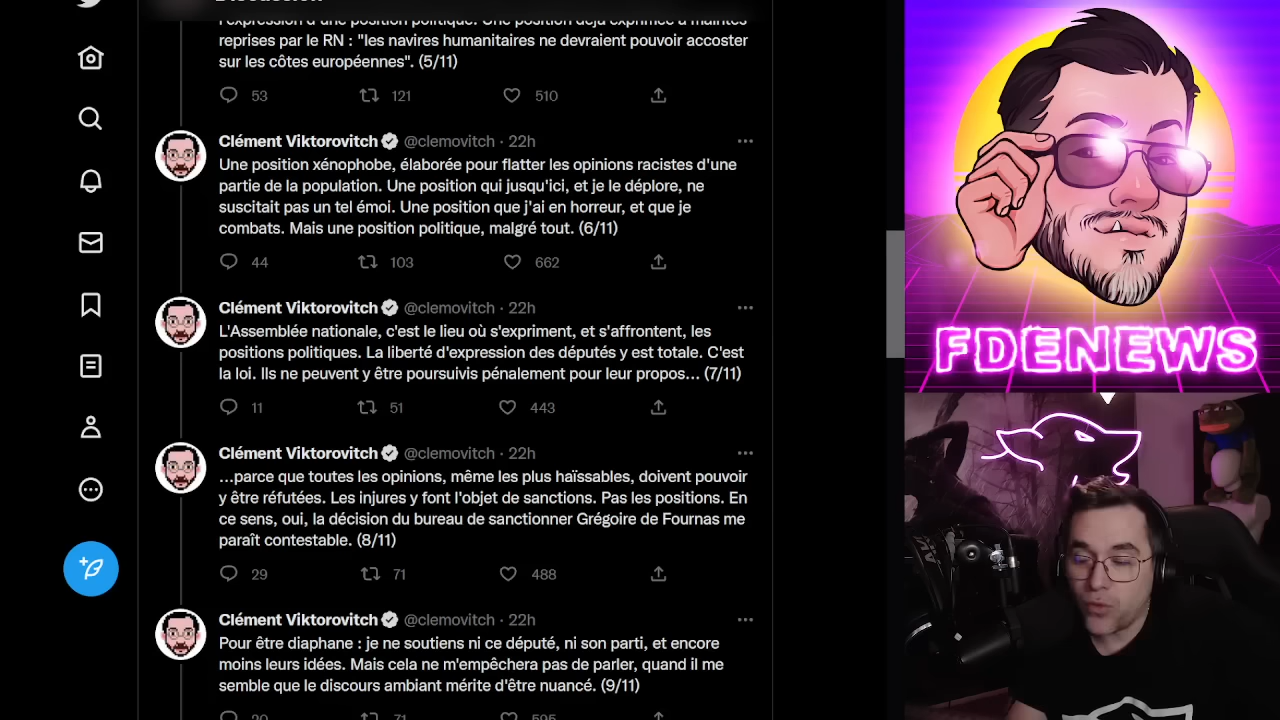 l'expression d'une position politique. Une position déjà exprimée à maintes
reprises par le RN : "les navires humanitaires ne devraient pouvoir accoster
sur les côtes européennes". (5/11)
53 121 510
Clément Viktorovitch @clemovitch · 22h
Une position xénophobe, élaborée pour flatter les opinions racistes d'une
partie de la population. Une position qui jusqu'ici, et je le déplore, ne
suscitait pas un tel émoi. Une position que j'ai en horreur, et que je
combats. Mais une position politique, malgré tout. (6/11)
44 103 662
Clément Viktorovitch @clemovitch · 22h
L'Assemblée nationale, c'est le lieu où s'expriment, et s'affrontent, les
positions politiques. La liberté d'expression des députés y est totale. C'est
la loi. Ils ne peuvent y être poursuivis pénalement pour leur propos... (7/11)
11 51 443
Clément Viktorovitch @clemovitch · 22h
...parce que toutes les opinions, même les plus haïssables, doivent pouvoir
y être réfutées. Les injures y font l'objet de sanctions. Pas les positions. En
ce sens, oui, la décision du bureau de sanctionner Grégoire de Fournas me
paraît contestable. (8/11)
29 71 488
Clément Viktorovitch @clemovitch · 22h
Pour être diaphane : je ne soutiens ni ce député, ni son parti, et encore
moins leurs idées. Mais cela ne m'empêchera pas de parler, quand il me
semble que le discours ambiant mérite d'être nuancé. (9/11)
20 71 595
FDENEWS